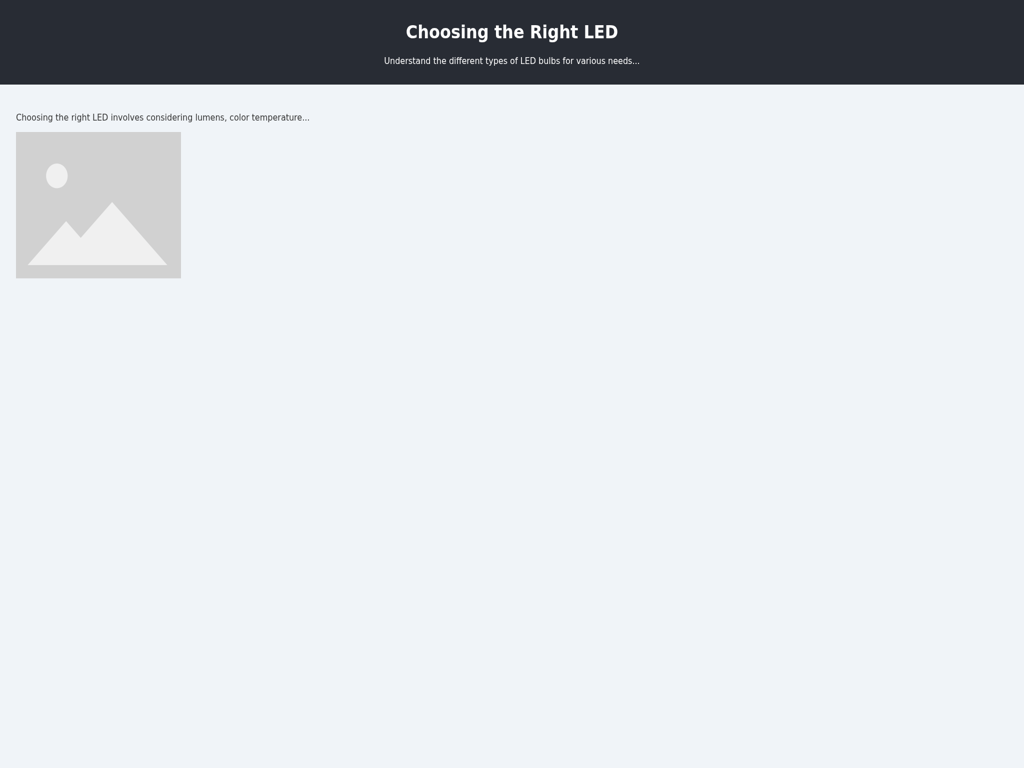 Choosing the Right LED
Understand the different types of LED bulbs for various needs...
Choosing the right LED involves considering lumens, color temperature...